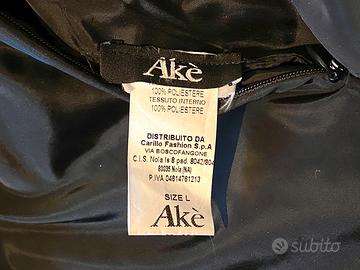 Akè
100% POLIESTERE
TESSUTO INTERNO
100% POLIESTERE
DISTRIBUITO DA
Carillo Fashion S.p.A
VIA BOSCOFANGONE
C.I.S. Nola is 8 pad. 8042/804
80035 Nola (NA)
P.IVA 04614761213
SIZE L
Akè
subito